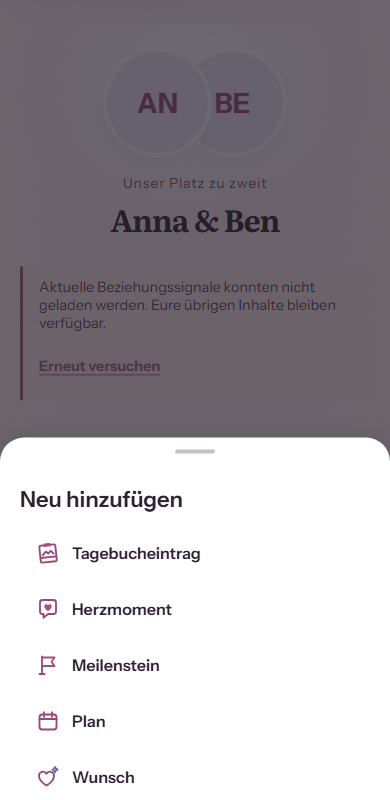 AN BE
Unser Platz zu zweit
Anna & Ben
Aktuelle Beziehungssignale konnten nicht
geladen werden. Eure übrigen Inhalte bleiben
verfügbar.
Erneut versuchen
Neu hinzufügen
Tagebucheintrag
Herzmoment
Meilenstein
Plan
Wunsch